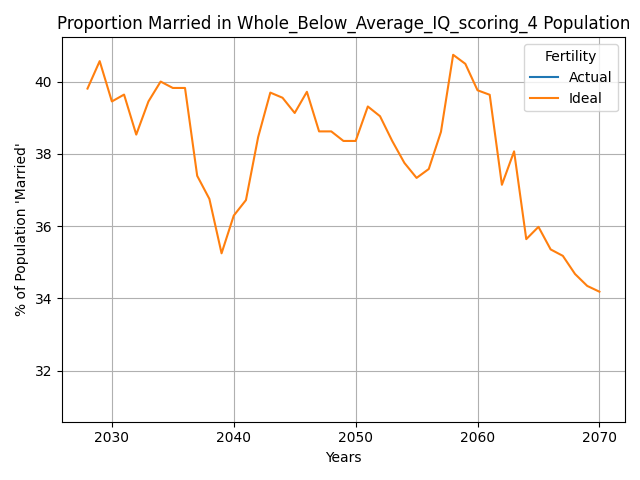 Proportion Married in Whole_Below_Average_IQ_scoring_4 Population
Fertility
Actual
Ideal
% of Population 'Married'
40
38
36
34
32
2030 2040 2050 2060 2070
Years